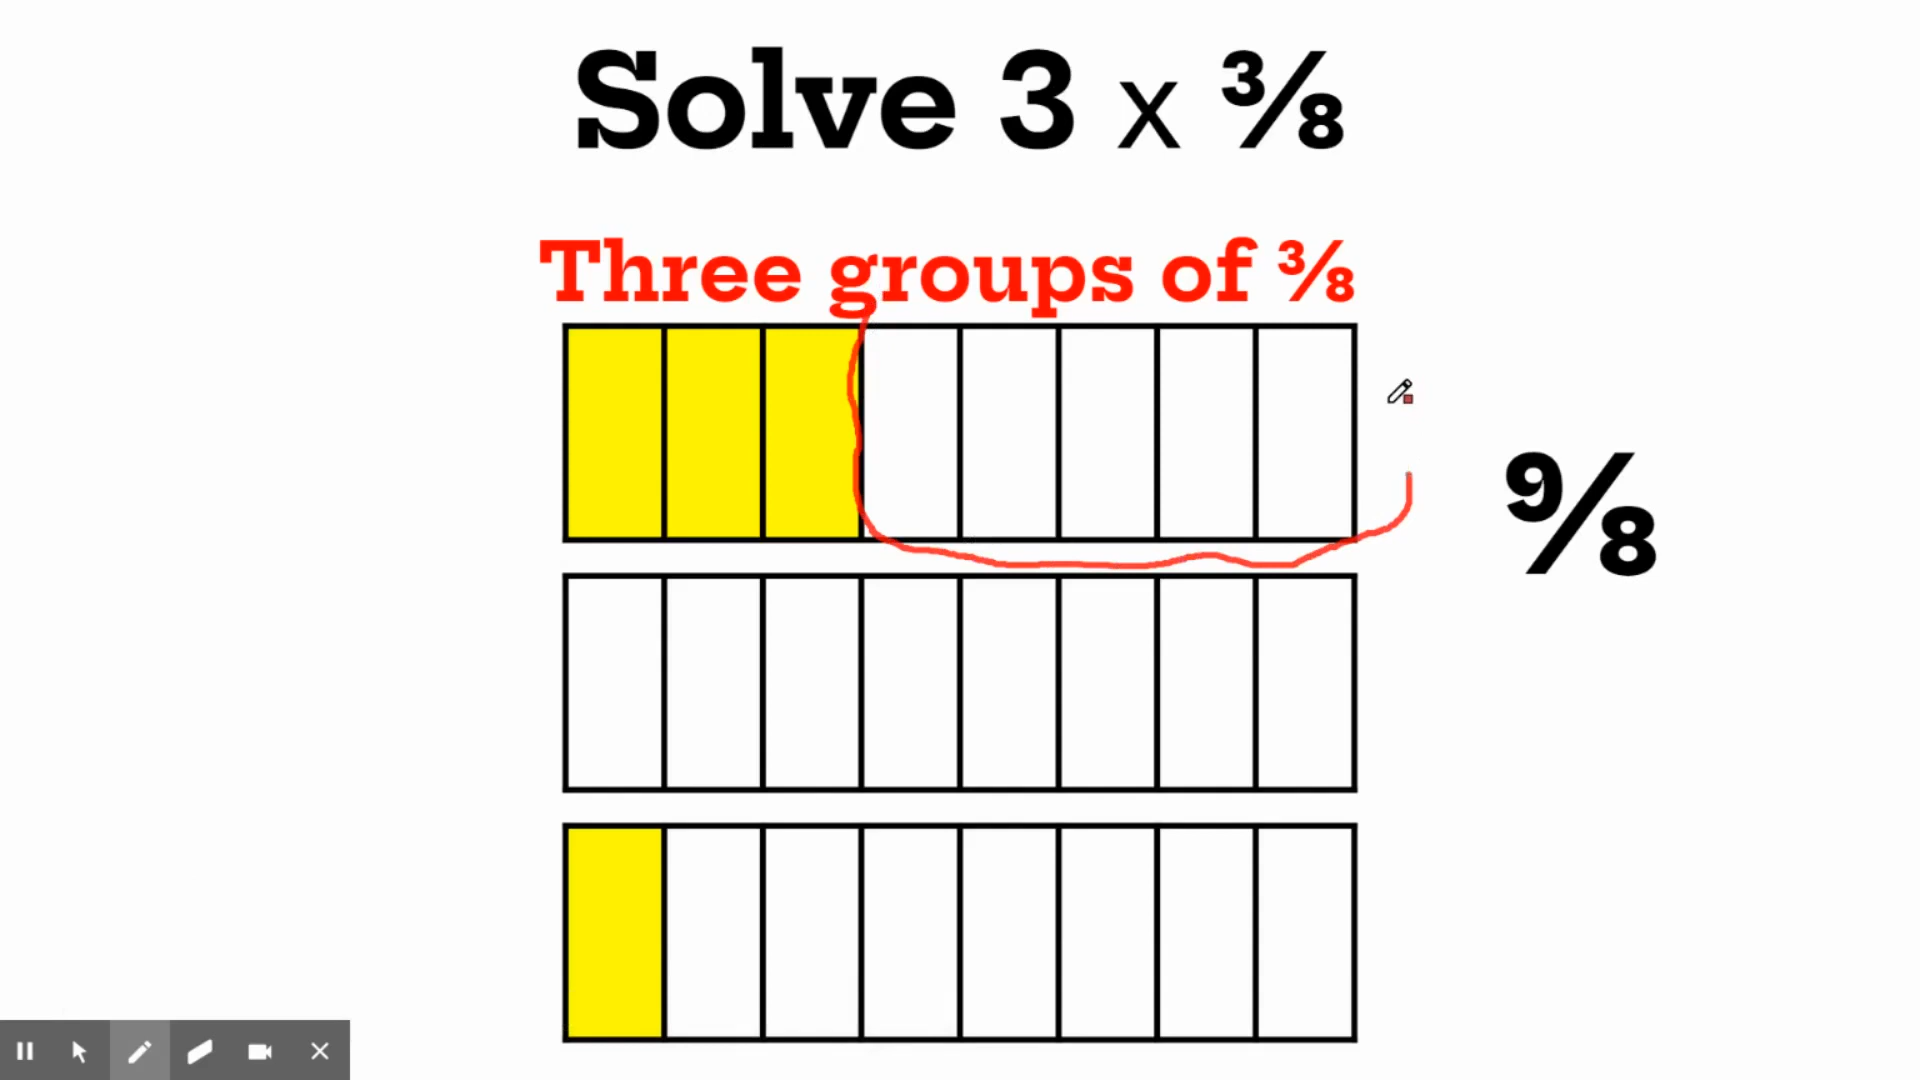 Solve 3 x ⅜
Three groups of ⅜
⁹⁄₈